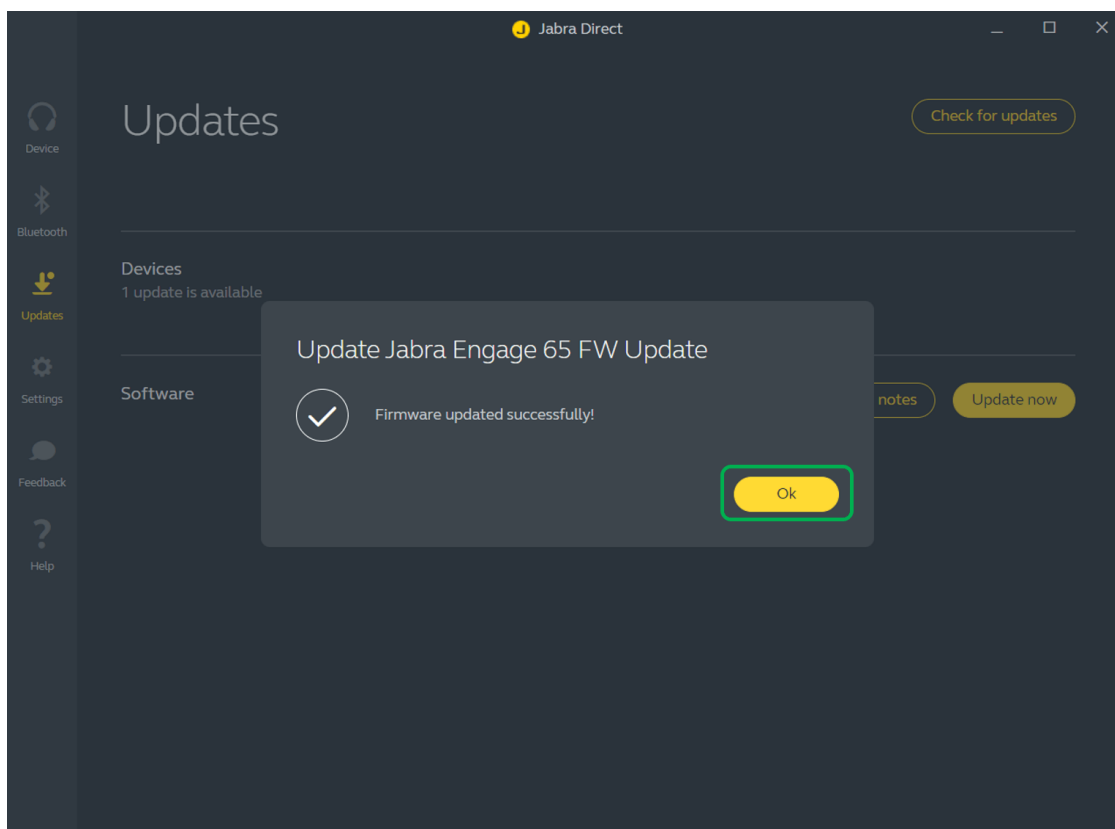 Jabra Direct
Updates
Check for updates
Device
Bluetooth
Devices
1 update is available
Updates
Update Jabra Engage 65 FW Update
Settings
Software
notes
Update now
Firmware updated successfully!
Feedback
Ok
Help